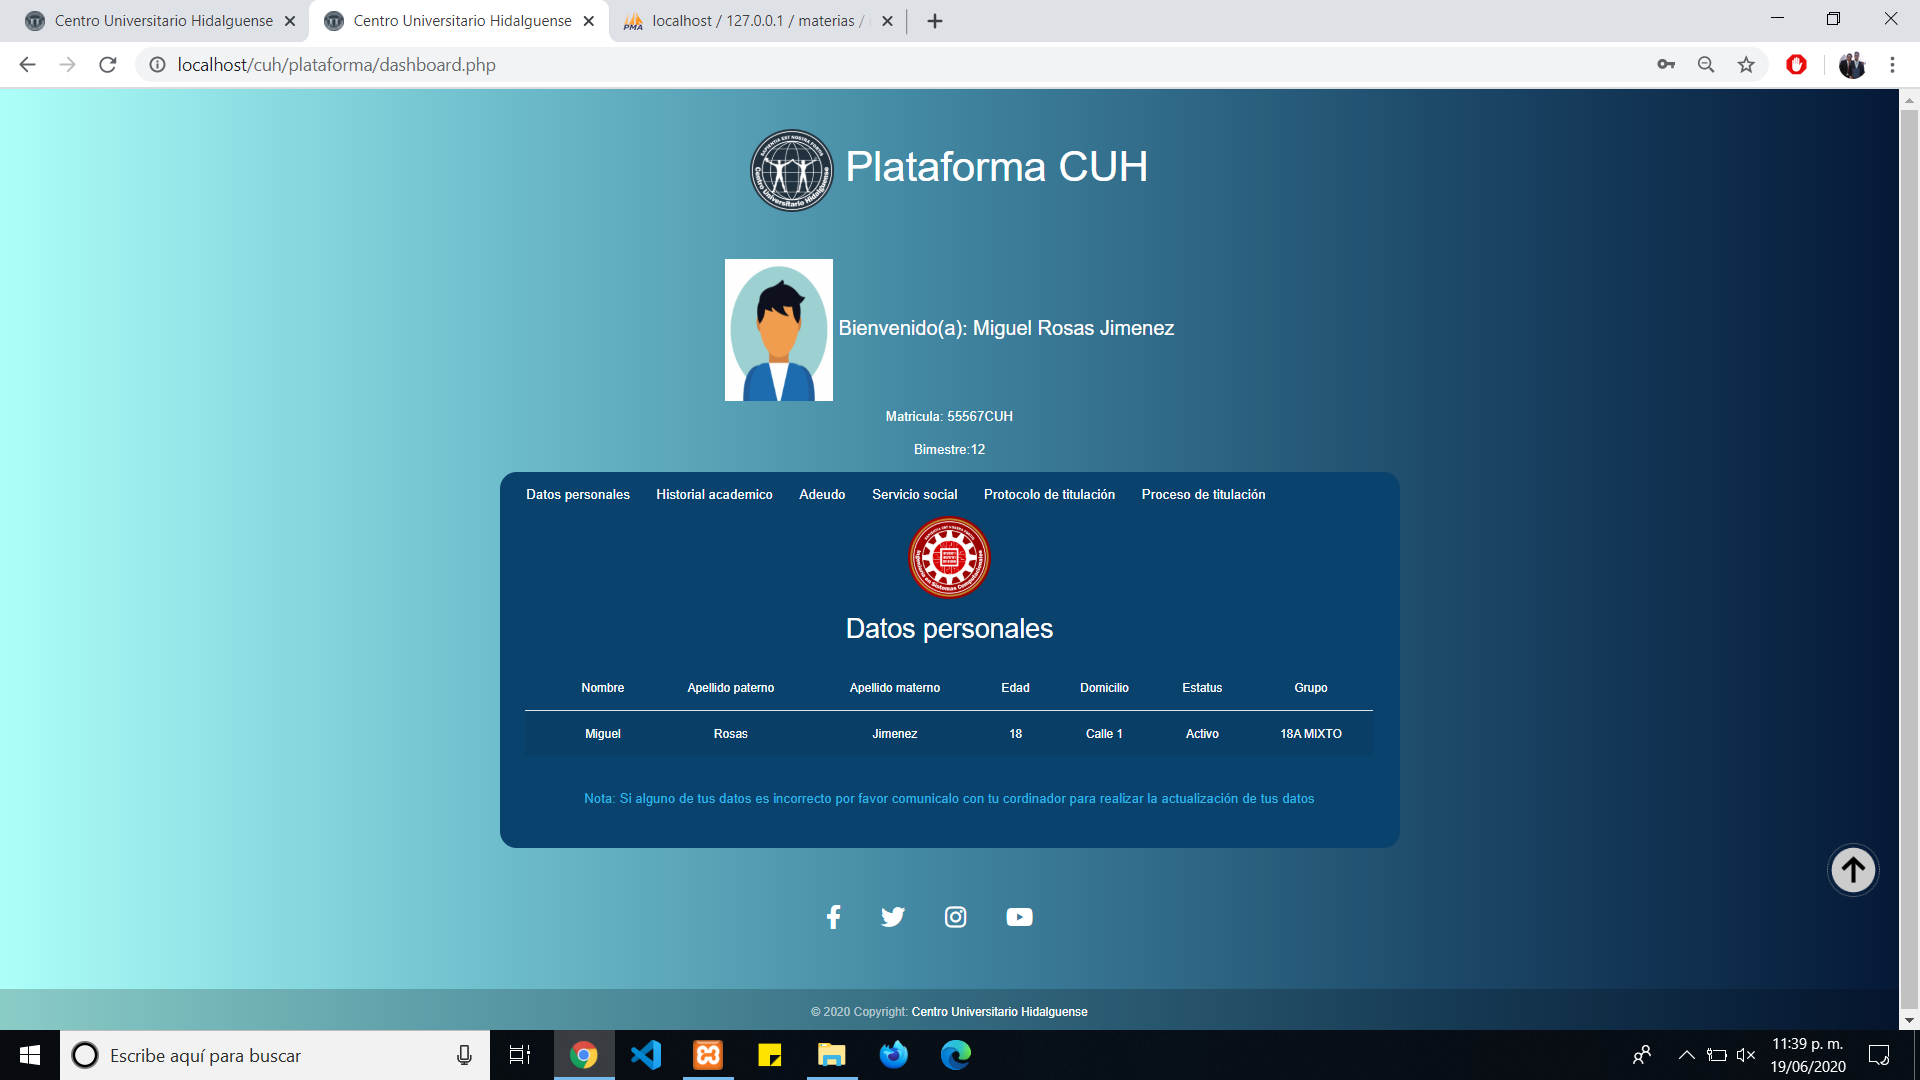 Centro Universitario Hidalguense
Centro Universitario Hidalguense
localhost / 127.0.0.1 / materias /
localhost/cuh/plataforma/dashboard.php
Plataforma CUH
Bienvenido(a): Miguel Rosas Jimenez
Matricula: 55567CUH
Bimestre:12
Datos personales Historial academico Adeudo Servicio social Protocolo de titulación Proceso de titulación
Datos personales
Nombre Apellido paterno Apellido materno Edad Domicilio Estatus Grupo
Miguel Rosas Jimenez 18 Calle 1 Activo 18A MIXTO
Nota: Si alguno de tus datos es incorrecto por favor comunicalo con tu cordinador para realizar la actualización de tus datos
© 2020 Copyright: Centro Universitario Hidalguense
Escribe aquí para buscar
11:39 p. m.
19/06/2020